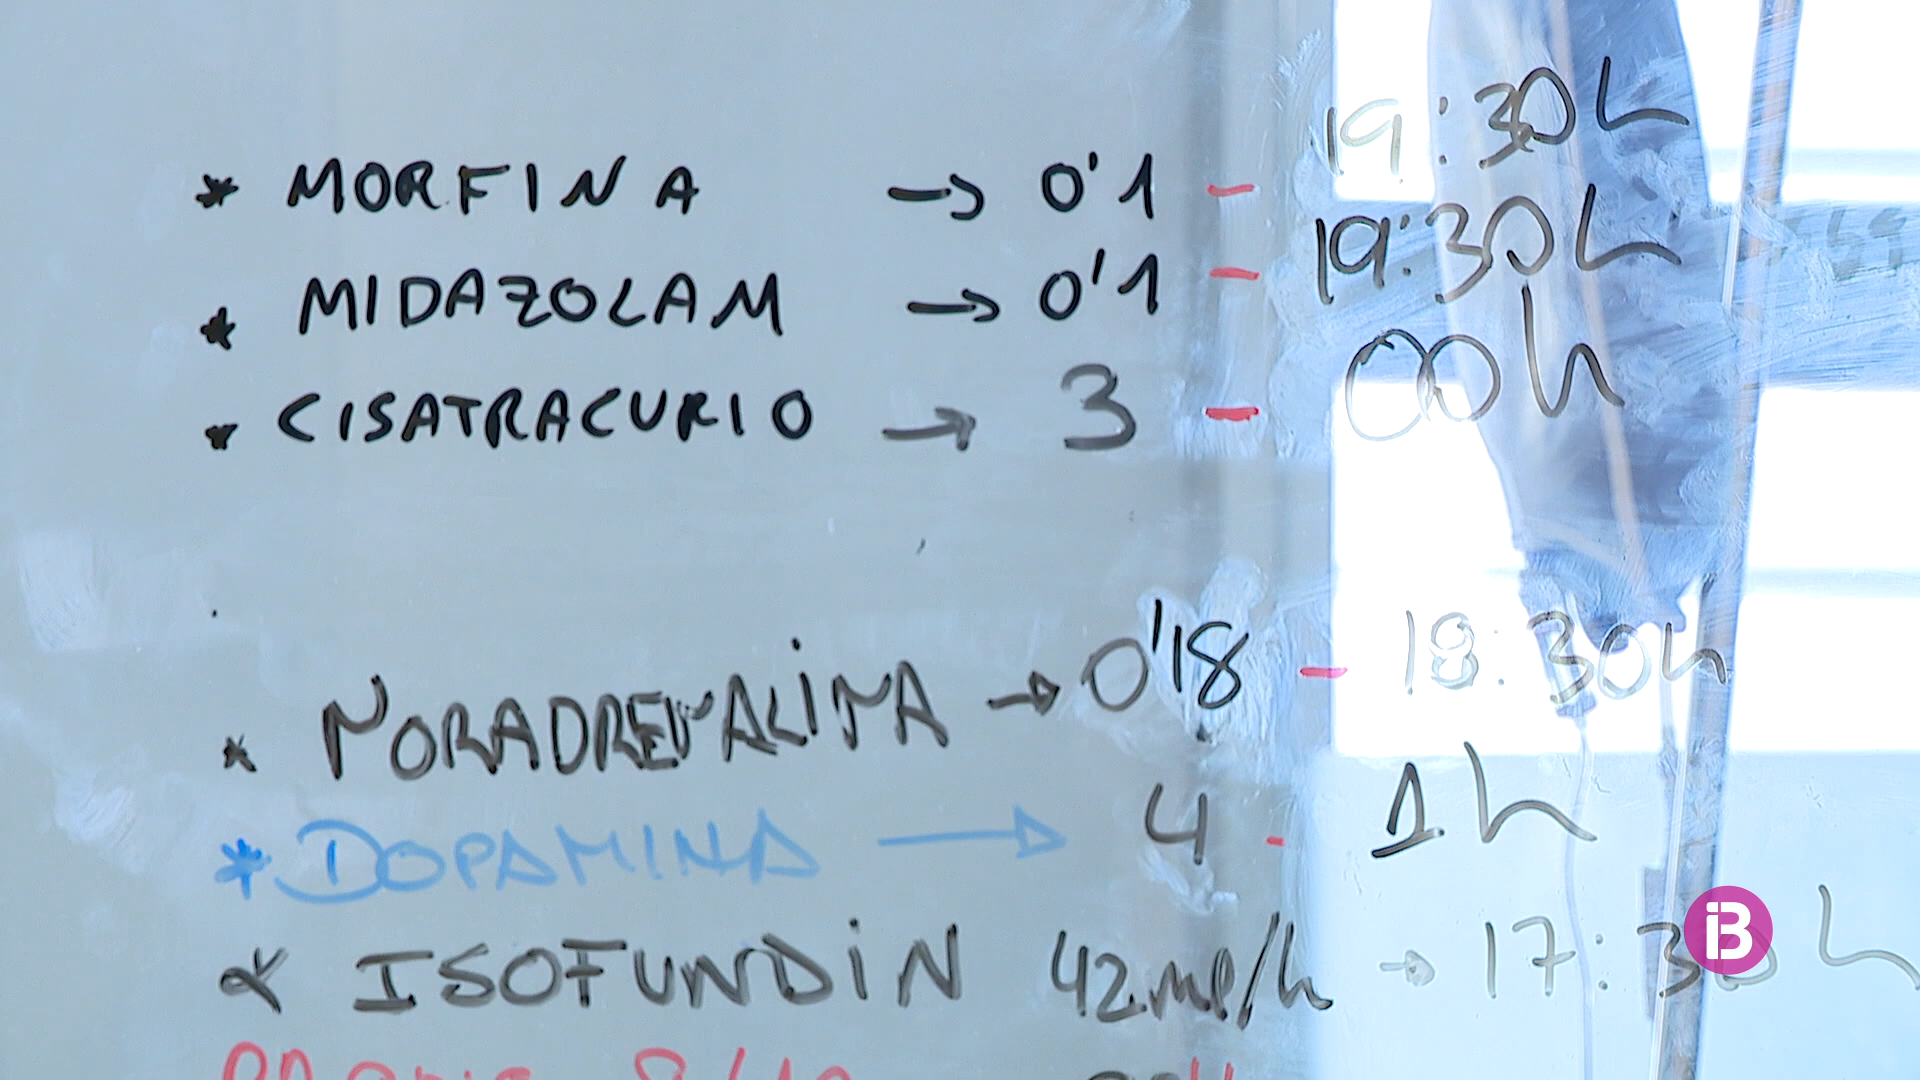 * MORFINA → 0'1 - 19:30h
* MIDAZOLAM → 0'1 - 19:30h
* CISATRACURIO → 3 - 00h
* NORADRENALINA → 0'18 - 18:30h
* DOPAMINA → 4 - 1h
* ISOFUNDIN 42ml/h → 17:30h
IB